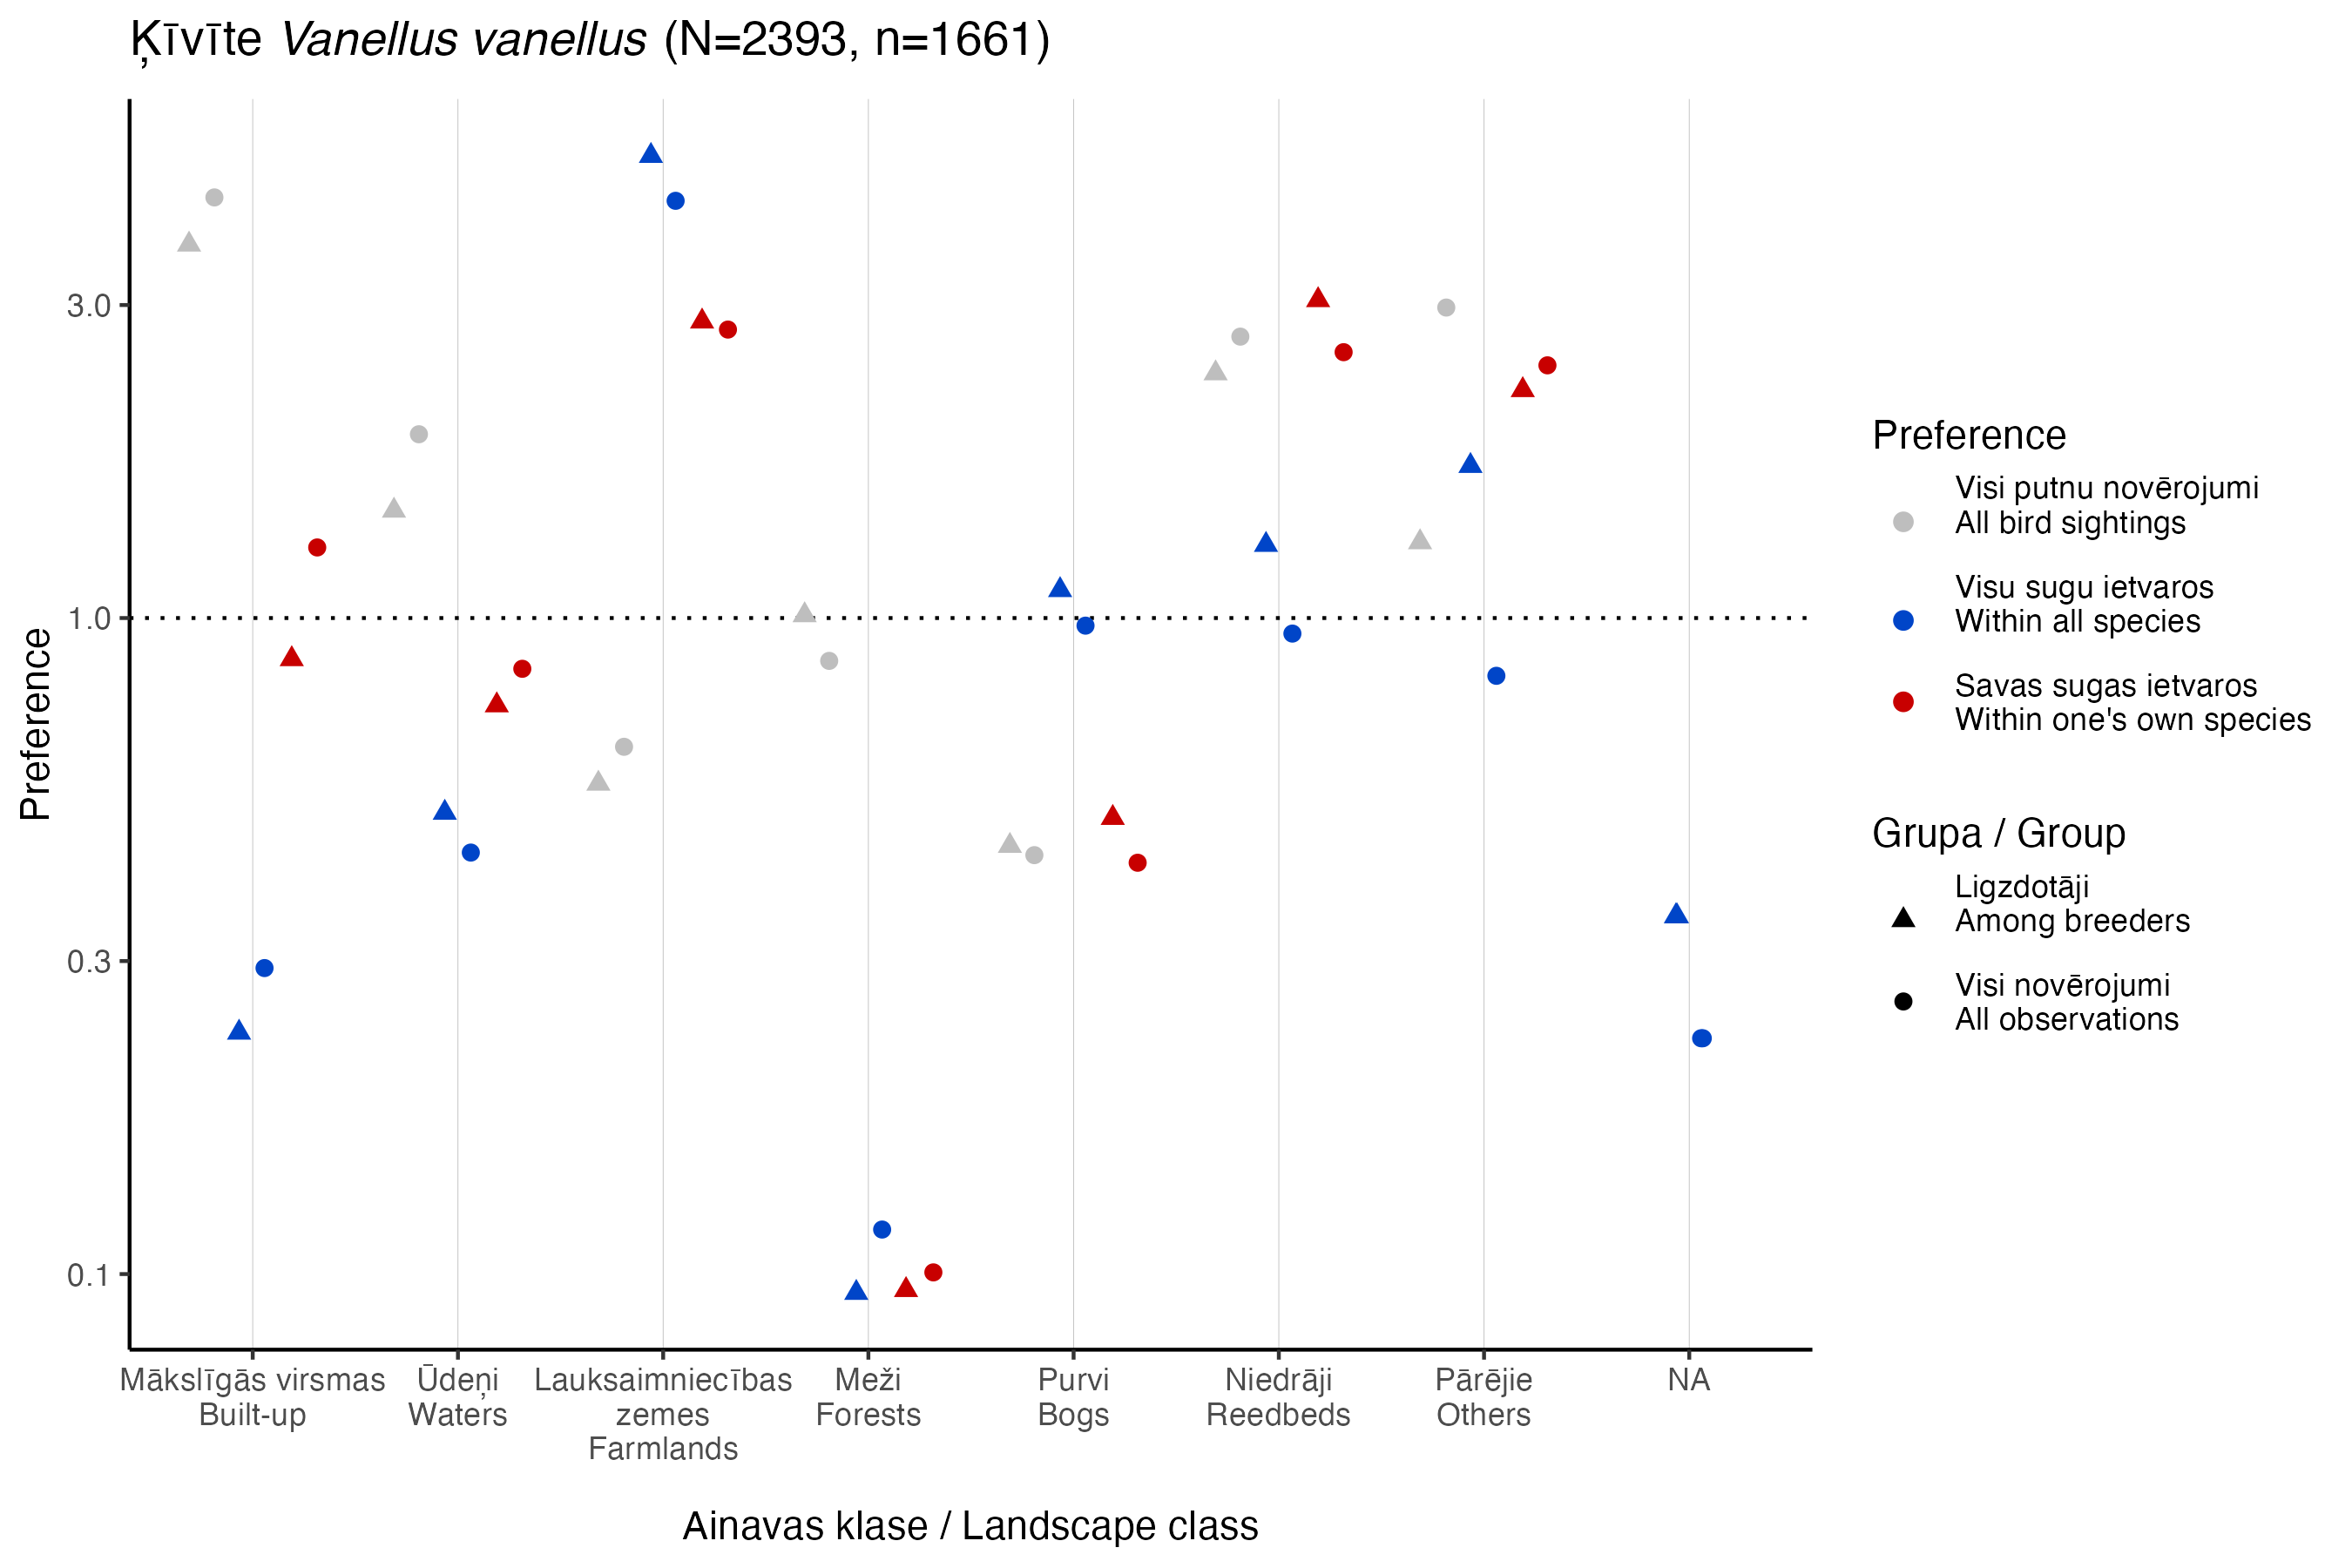 Ķīvīte Vanellus vanellus (N=2393, n=1661)
Preference
3.0
1.0
0.3
0.1
Mākslīgās virsmas
Built-up
Ūdeņi
Waters
Lauksaimniecības
zemes
Farmlands
Meži
Forests
Purvi
Bogs
Niedrāji
Reedbeds
Pārējie
Others
NA
Ainavas klase / Landscape class
Preference
Visi putnu novērojumi
All bird sightings
Visu sugu ietvaros
Within all species
Savas sugas ietvaros
Within one's own species
Grupa / Group
Ligzdotāji
Among breeders
Visi novērojumi
All observations